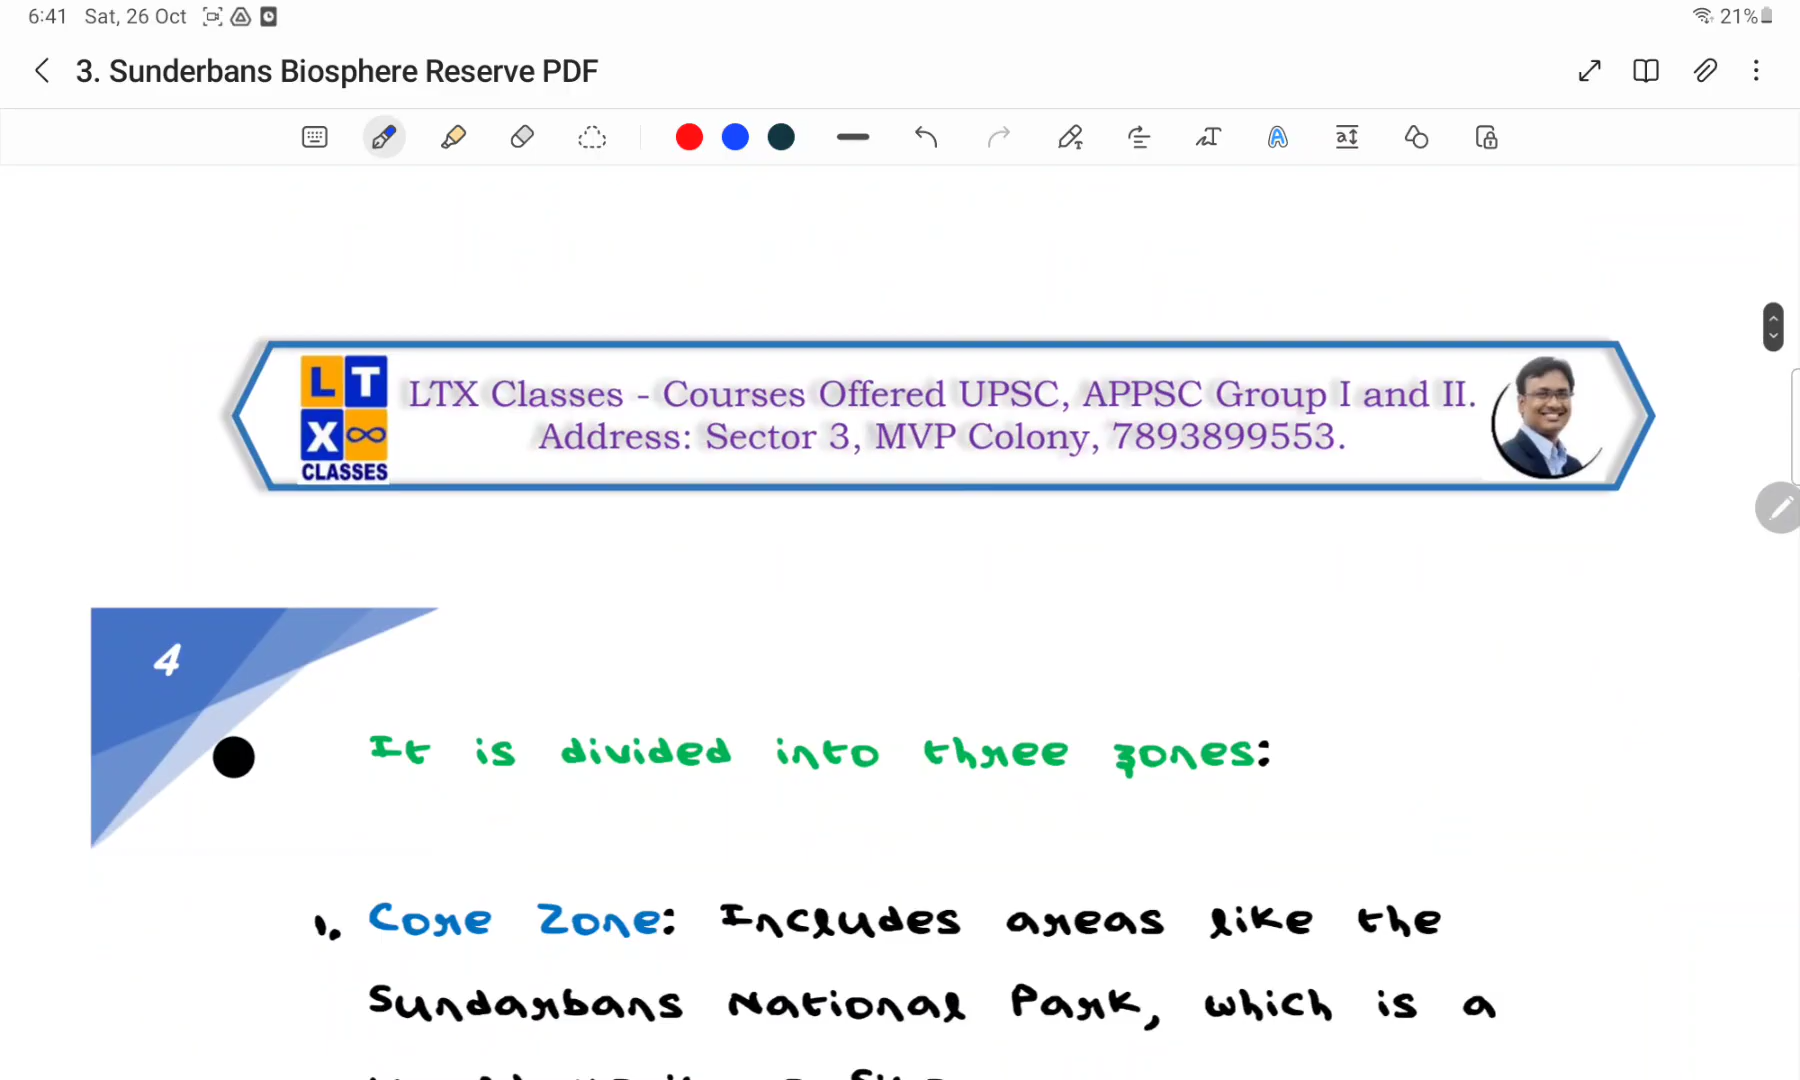 6:41 Sat, 26 Oct 21%
3. Sunderbans Biosphere Reserve PDF
LT
X∞
CLASSES
LTX Classes - Courses Offered UPSC, APPSC Group I and II.
Address: Sector 3, MVP Colony, 7893899553.
4
It is divided into three zones:
1. Core Zone: Includes areas like the
Sundarbans National Park, which is a